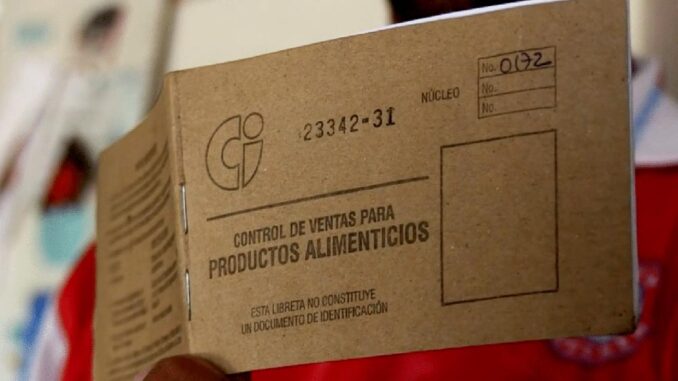 Ci
23342-31
NÚCLEO
No. 0172
No.
No.
CONTROL DE VENTAS PARA
PRODUCTOS ALIMENTICIOS
ESTA LIBRETA NO CONSTITUYE
UN DOCUMENTO DE IDENTIFICACIÓN